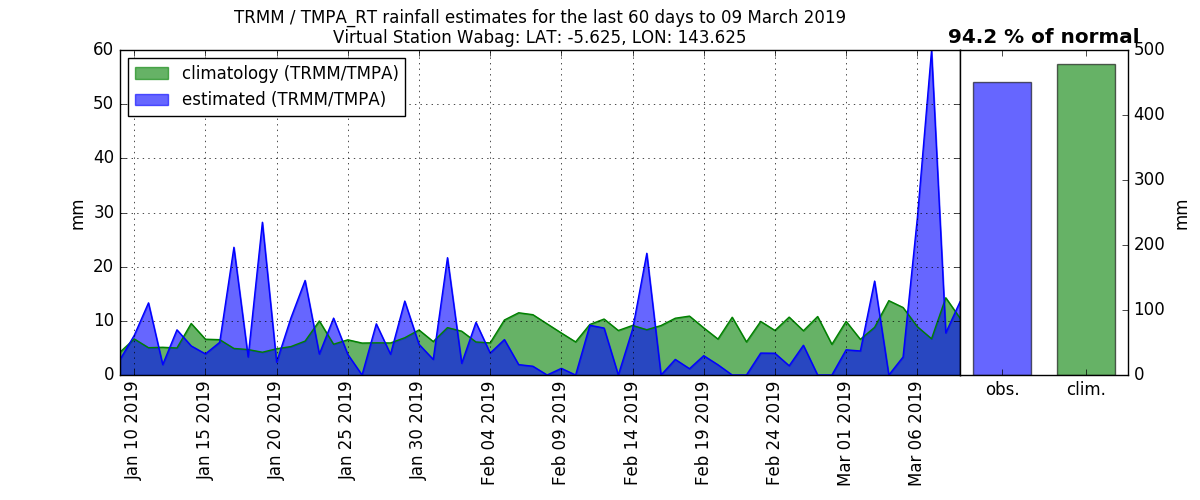 TRMM / TMPA_RT rainfall estimates for the last 60 days to 09 March 2019
Virtual Station Wabag: LAT: -5.625, LON: 143.625
94.2 % of normal
climatology (TRMM/TMPA)
estimated (TRMM/TMPA)
60
50
40
30
20
10
0
mm
Jan 10 2019
Jan 15 2019
Jan 20 2019
Jan 25 2019
Jan 30 2019
Feb 04 2019
Feb 09 2019
Feb 14 2019
Feb 19 2019
Feb 24 2019
Mar 01 2019
Mar 06 2019
500
400
300
200
100
0
mm
obs.
clim.